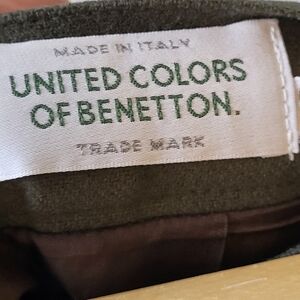 MADE IN ITALY
UNITED COLORS
OF BENETTON.
TRADE MARK